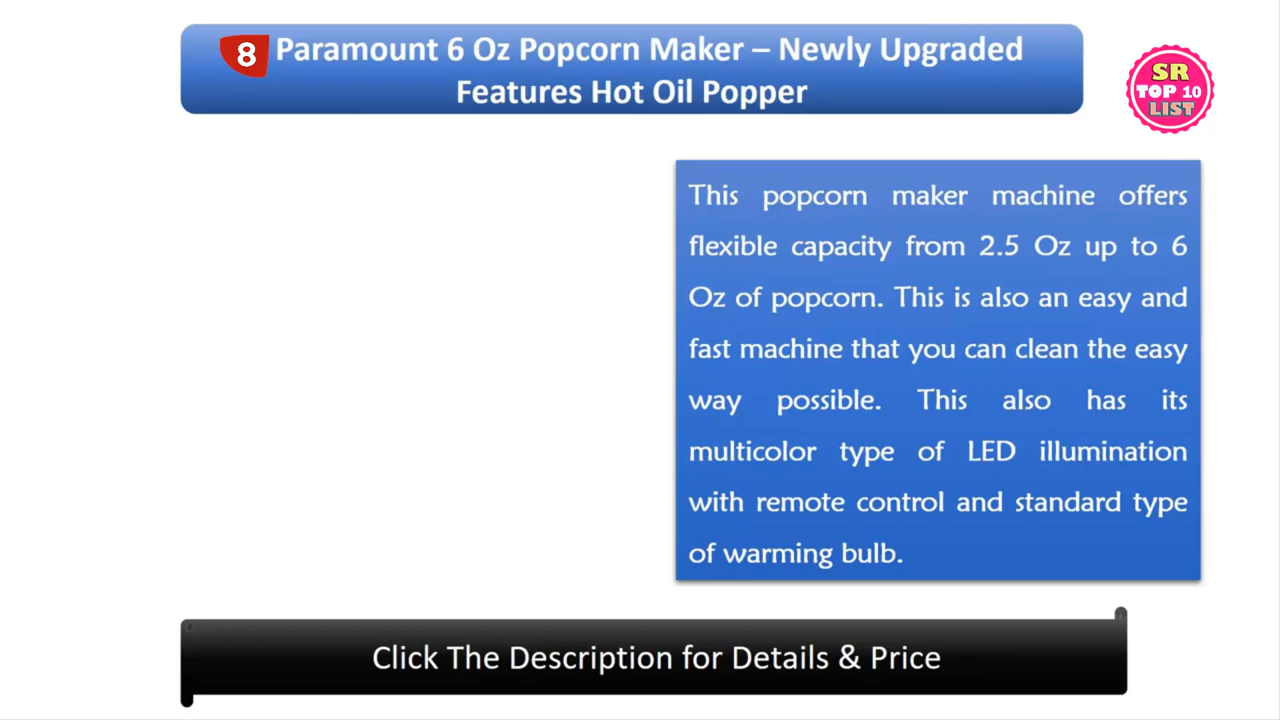 8 Paramount 6 Oz Popcorn Maker – Newly Upgraded
Features Hot Oil Popper
SR
TOP 10
LIST
This popcorn maker machine offers
flexible capacity from 2.5 Oz up to 6
Oz of popcorn. This is also an easy and
fast machine that you can clean the easy
way possible. This also has its
multicolor type of LED illumination
with remote control and standard type
of warming bulb.
Click The Description for Details & Price